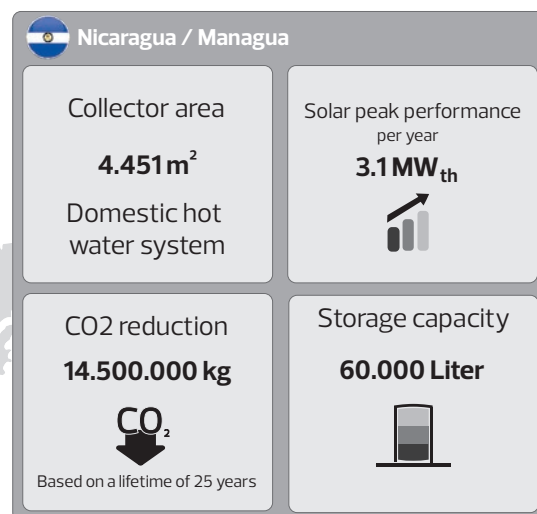 Nicaragua / Managua
Collector area
4.451 m²
Domestic hot
water system
Solar peak performance
per year
3.1 MWth
CO2 reduction
14.500.000 kg
CO₂
Based on a lifetime of 25 years
Storage capacity
60.000 Liter